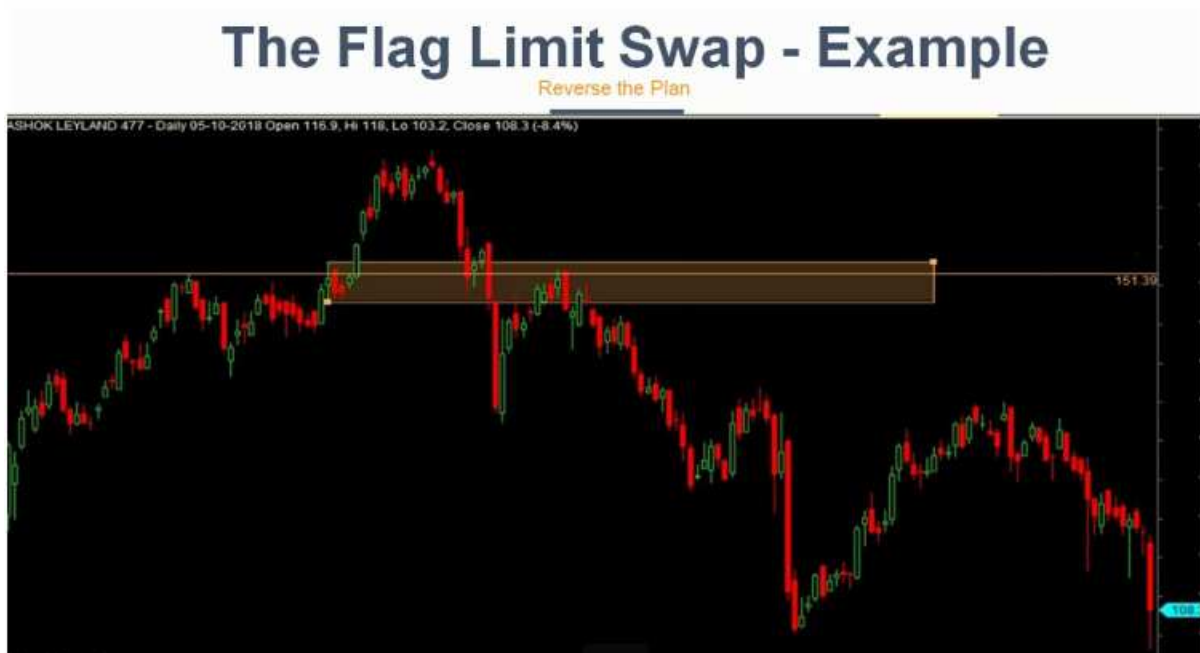 The Flag Limit Swap - Example
Reverse the Plan
ASHOK LEYLAND 477 - Daily 05-10-2018 Open 116.9, Hi 118, Lo 103.2, Close 108.3 (-8.4%)
151.39
108.